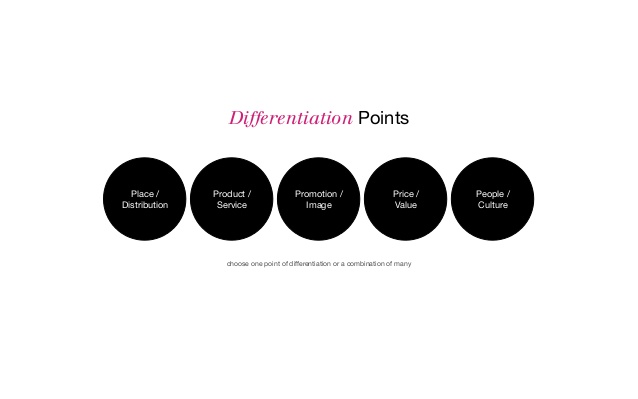 Differentiation Points
Place /
Distribution
Product /
Service
Promotion /
Image
Price /
Value
People /
Culture
choose one point of differentiation or a combination of many